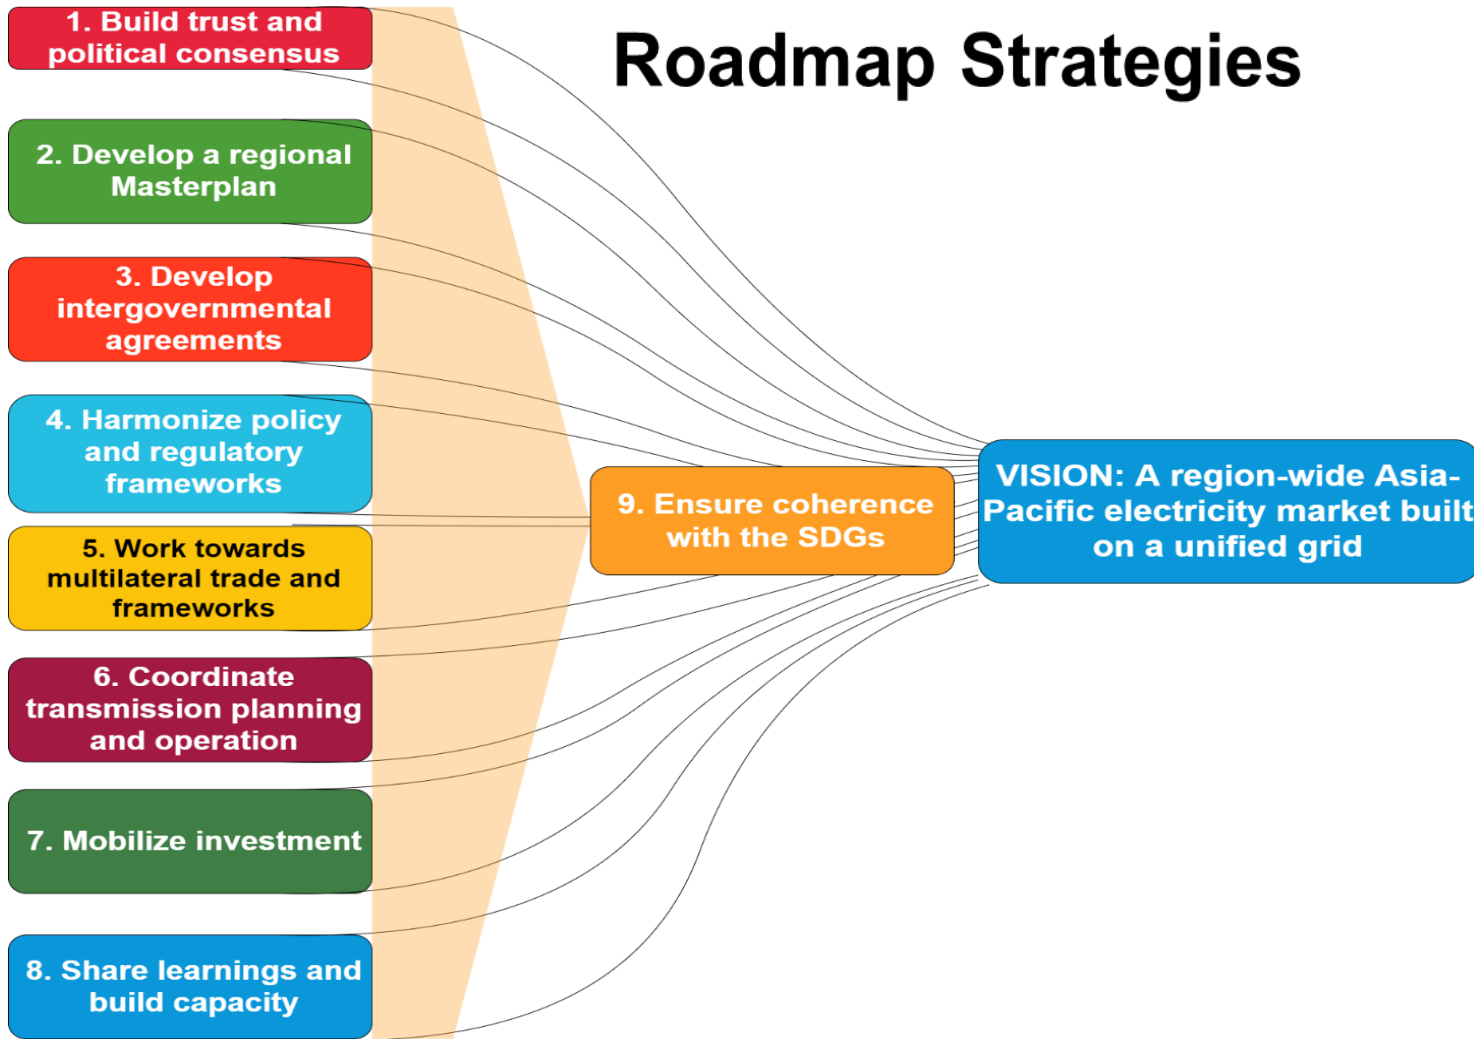 Roadmap Strategies
1. Build trust and
political consensus
2. Develop a regional
Masterplan
3. Develop
intergovernmental
agreements
4. Harmonize policy
and regulatory
frameworks
5. Work towards
multilateral trade and
frameworks
6. Coordinate
transmission planning
and operation
7. Mobilize investment
8. Share learnings and
build capacity
9. Ensure coherence
with the SDGs
VISION: A region-wide Asia-
Pacific electricity market built
on a unified grid